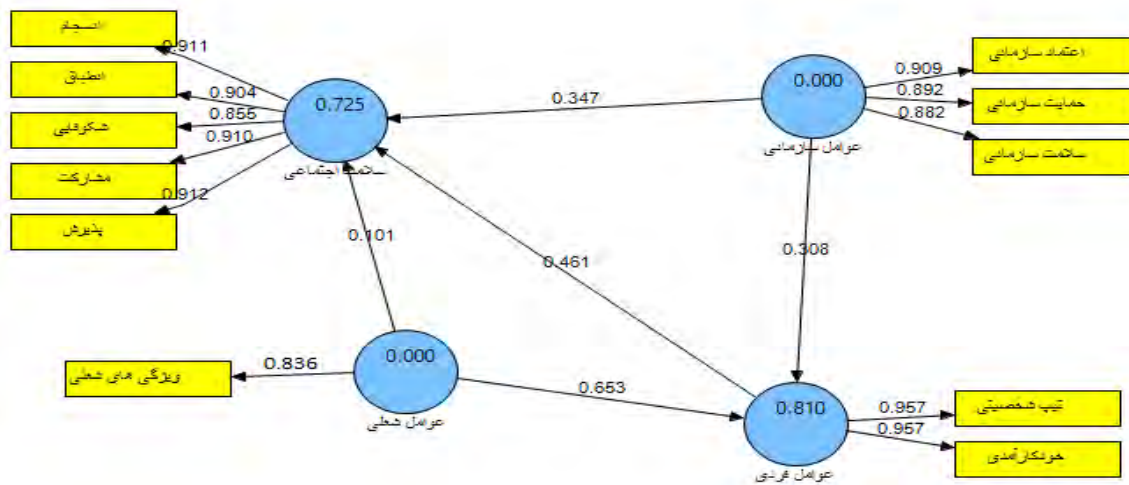 انسجام
0.911
انطباق
0.904
شکوفایی
0.855
مشارکت
0.910
پذیرش
0.912
0.725
سلامت اجتماعی
0.347
0.000
عوامل سازمانی
0.909
اعتماد سازمانی
0.892
حمایت سازمانی
0.882
سلامت سازمانی
0.101
0.461
0.308
ویژگی های شغلی
0.836
0.000
عوامل شغلی
0.653
0.810
عوامل فردی
0.957
تیپ شخصیتی
0.957
خودکارآمدی